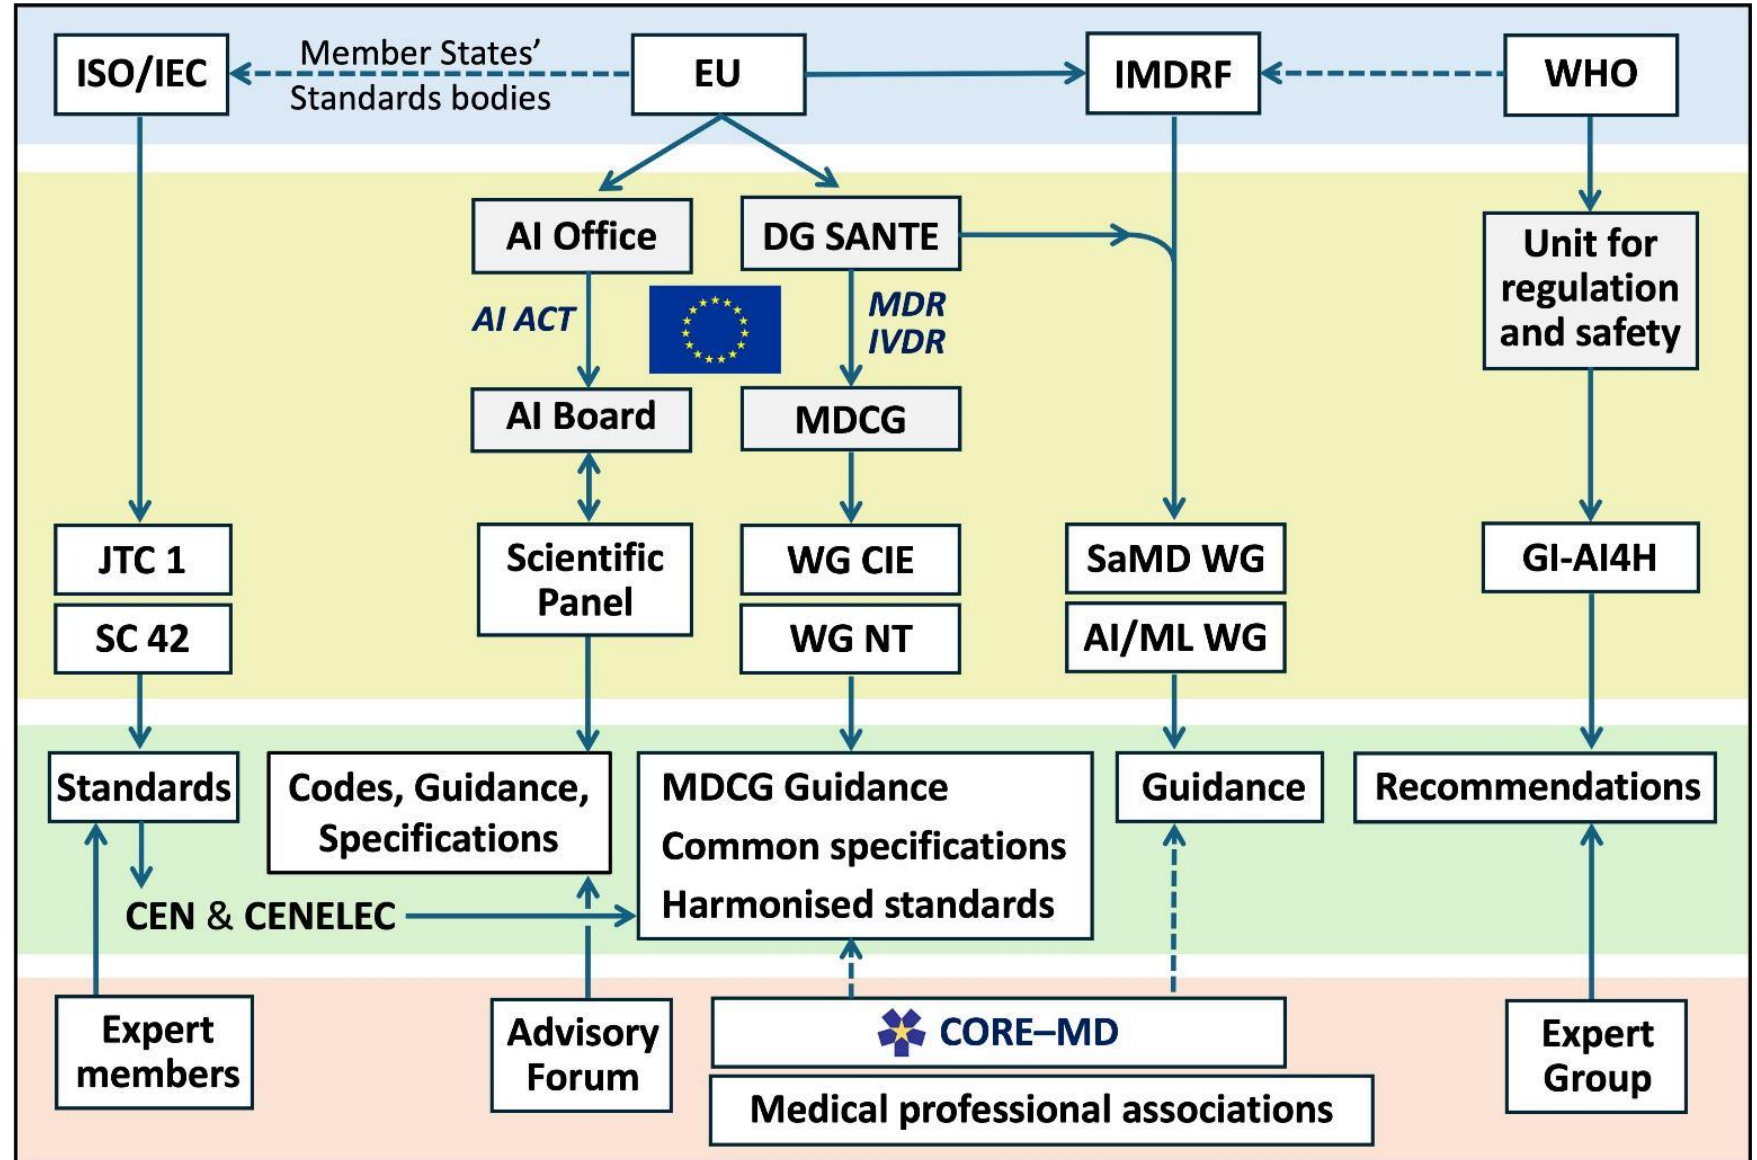 ISO/IEC
Member States’
Standards bodies
EU
IMDRF
WHO
AI Office
DG SANTE
Unit for
regulation
and safety
AI ACT
MDR
IVDR
AI Board
MDCG
JTC 1
SC 42
Scientific
Panel
WG CIE
WG NT
SaMD WG
AI/ML WG
GI-AI4H
Standards
Codes, Guidance,
Specifications
MDCG Guidance
Common specifications
Harmonised standards
Guidance
Recommendations
CEN & CENELEC
Expert
members
Advisory
Forum
CORE–MD
Medical professional associations
Expert
Group